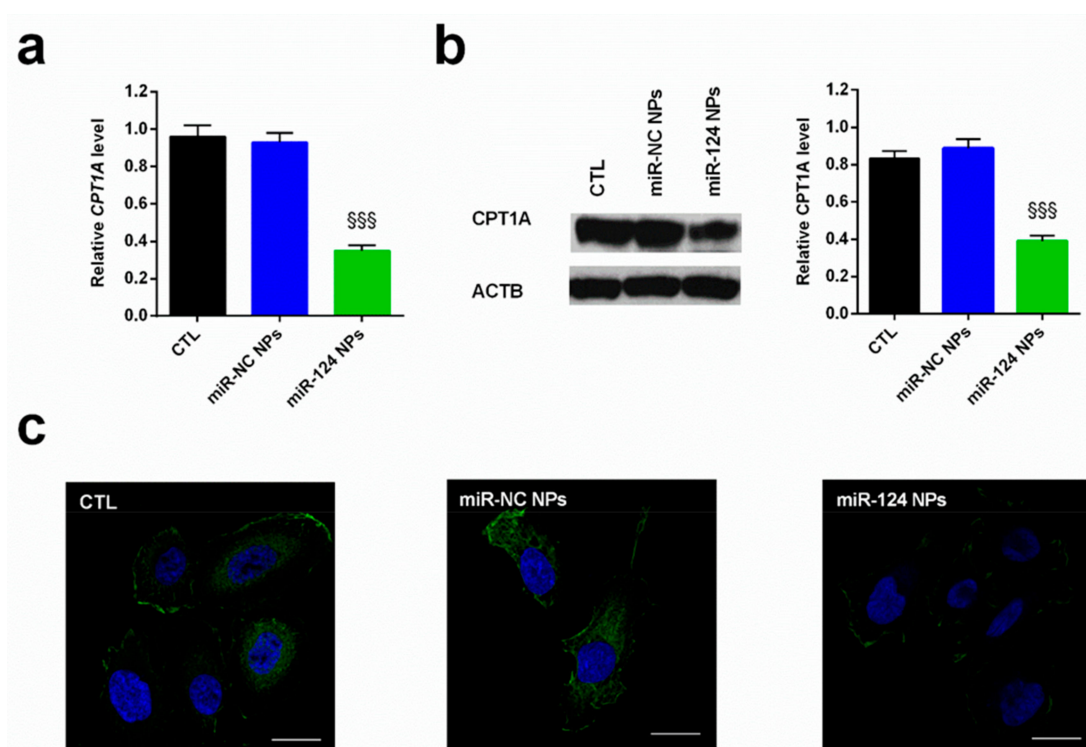 a
Relative CPT1A level
1.2
1.0
0.8
0.6
0.4
0.2
0.0
§§§
CTL
miR-NC NPs
miR-124 NPs
b
CTL
miR-NC NPs
miR-124 NPs
CPT1A
ACTB
Relative CPT1A level
1.2
1.0
0.8
0.6
0.4
0.2
0.0
§§§
CTL
miR-NC NPs
miR-124 NPs
c
CTL
miR-NC NPs
miR-124 NPs